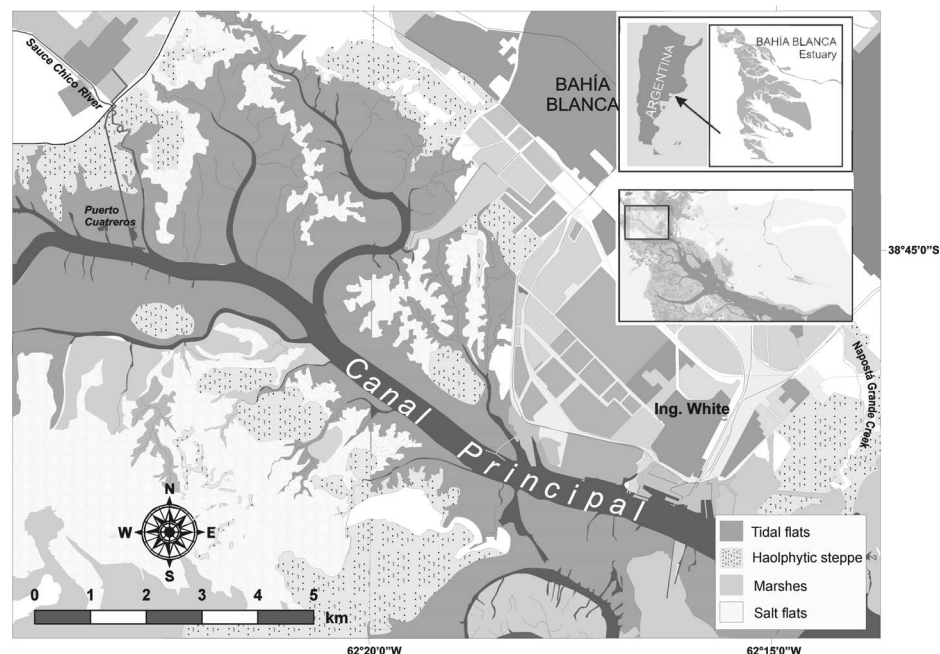 Sauce Chico River
BAHÍA
BLANCA
ARGENTINA
BAHÍA BLANCA
Estuary
Puerto
Cuatreros
38°45'0"S
Canal Principal
Ing. White
Napostá Grande Creek
N
W E
S
Tidal flats
Haolphytic steppe
Marshes
Salt flats
0 1 2 3 4 5
km
62°20'0"W 62°15'0"W